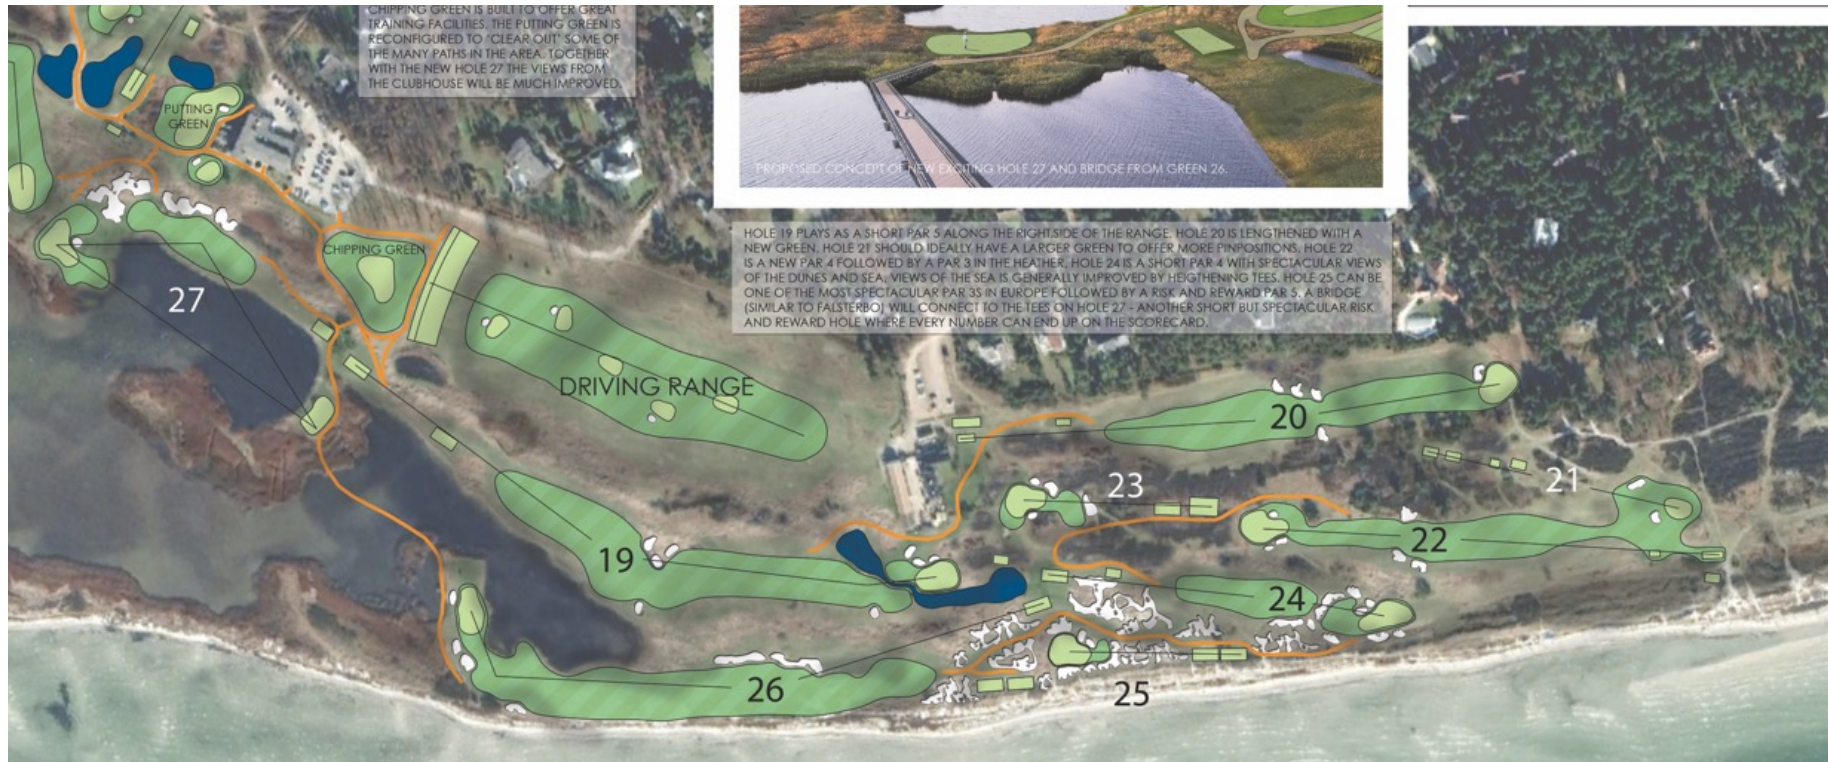 CHIPPING GREEN IS BUILT TO OFFER GREAT
TRAINING FACILITIES. THE PUTTING GREEN IS
RECONFIGURED TO 'CLEAR OUT' SOME OF
THE MANY PATHS IN THE AREA. TOGETHER
WITH THE NEW HOLE 27 THE VIEWS FROM
THE CLUBHOUSE WILL BE MUCH IMPROVED.
PUTTING
GREEN
PROPOSED CONCEPT OF NEW EXCITING HOLE 27 AND BRIDGE FROM GREEN 26.
HOLE 19 PLAYS AS A SHORT PAR 5 ALONG THE RIGHT SIDE OF THE RANGE. HOLE 20 IS LENGTHENED WITH A
NEW GREEN. HOLE 21 SHOULD IDEALLY HAVE A LARGER GREEN TO OFFER MORE PINPOSITIONS. HOLE 22
IS A NEW PAR 4 FOLLOWED BY A PAR 3 IN THE HEATHER. HOLE 24 IS A SHORT PAR 4 WITH SPECTACULAR VIEWS
OF THE DUNES AND SEA. VIEWS OF THE SEA IS GENERALLY IMPROVED BY HEIGTHENING TEES. HOLE 25 CAN BE
ONE OF THE MOST SPECTACULAR PAR 3S IN EUROPE FOLLOWED BY A RISK AND REWARD PAR 5. A BRIDGE
(SIMLAR TO FALSTERBO) WILL CONNECT TO THE TEES ON HOLE 27 - ANOTHER SHORT BUT SPECTACULAR RISK
AND REWARD HOLE WHERE EVERY NUMBER CAN END UP ON THE SCORECARD.
CHIPPING GREEN
27
DRIVING RANGE
20
21
23
22
19
24
26
25